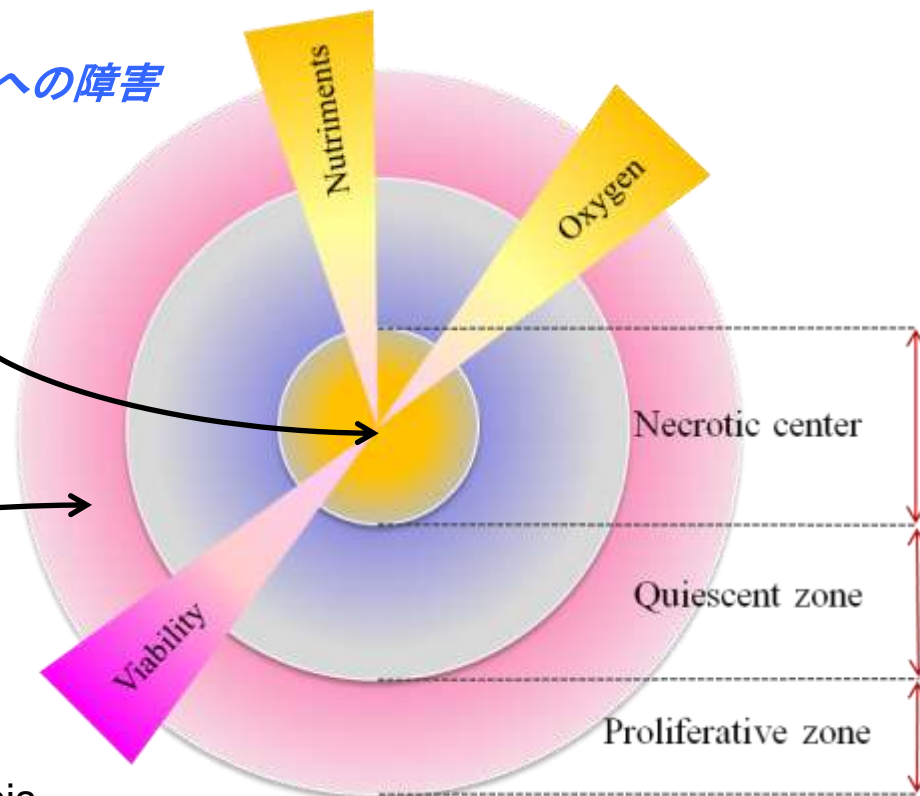 への障害
Nutriments
Oxygen
Necrotic center
Quiescent zone
Viability
Proliferative zone